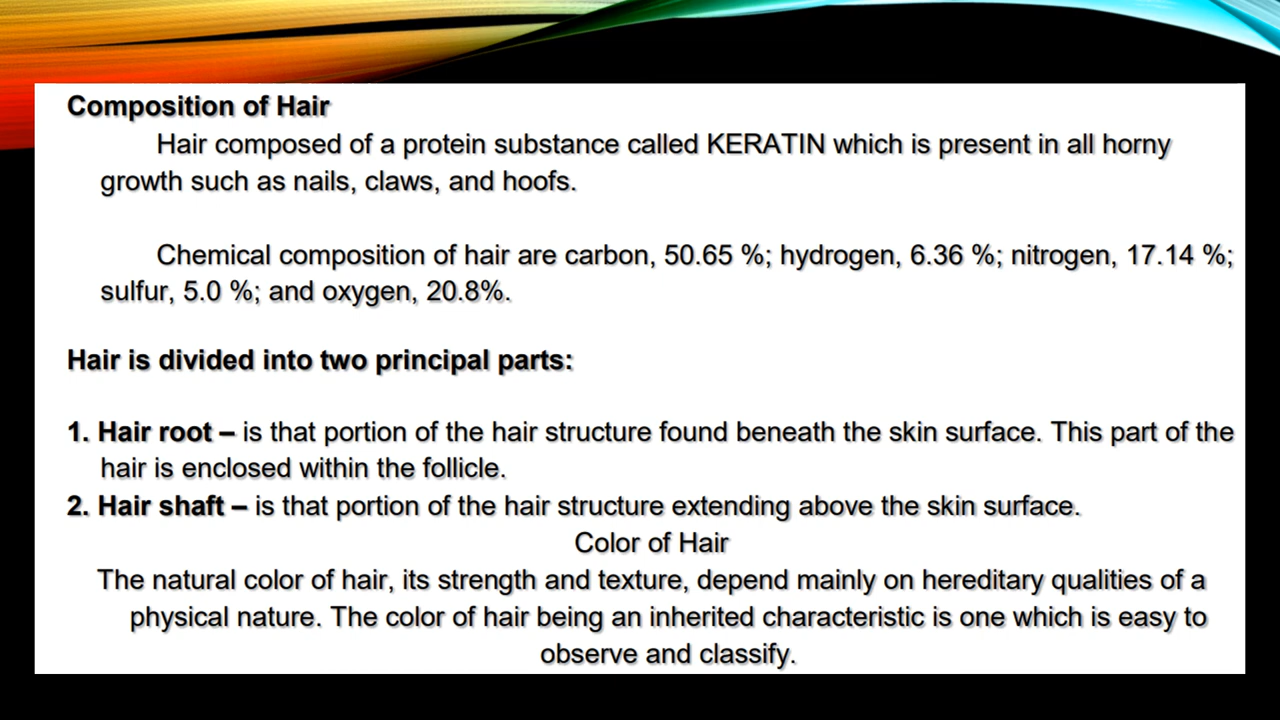 Composition of Hair
Hair composed of a protein substance called KERATIN which is present in all horny
growth such as nails, claws, and hoofs.
Chemical composition of hair are carbon, 50.65 %; hydrogen, 6.36 %; nitrogen, 17.14 %;
sulfur, 5.0 %; and oxygen, 20.8%.
Hair is divided into two principal parts:
1. Hair root – is that portion of the hair structure found beneath the skin surface. This part of the
hair is enclosed within the follicle.
2. Hair shaft – is that portion of the hair structure extending above the skin surface.
Color of Hair
The natural color of hair, its strength and texture, depend mainly on hereditary qualities of a
physical nature. The color of hair being an inherited characteristic is one which is easy to
observe and classify.